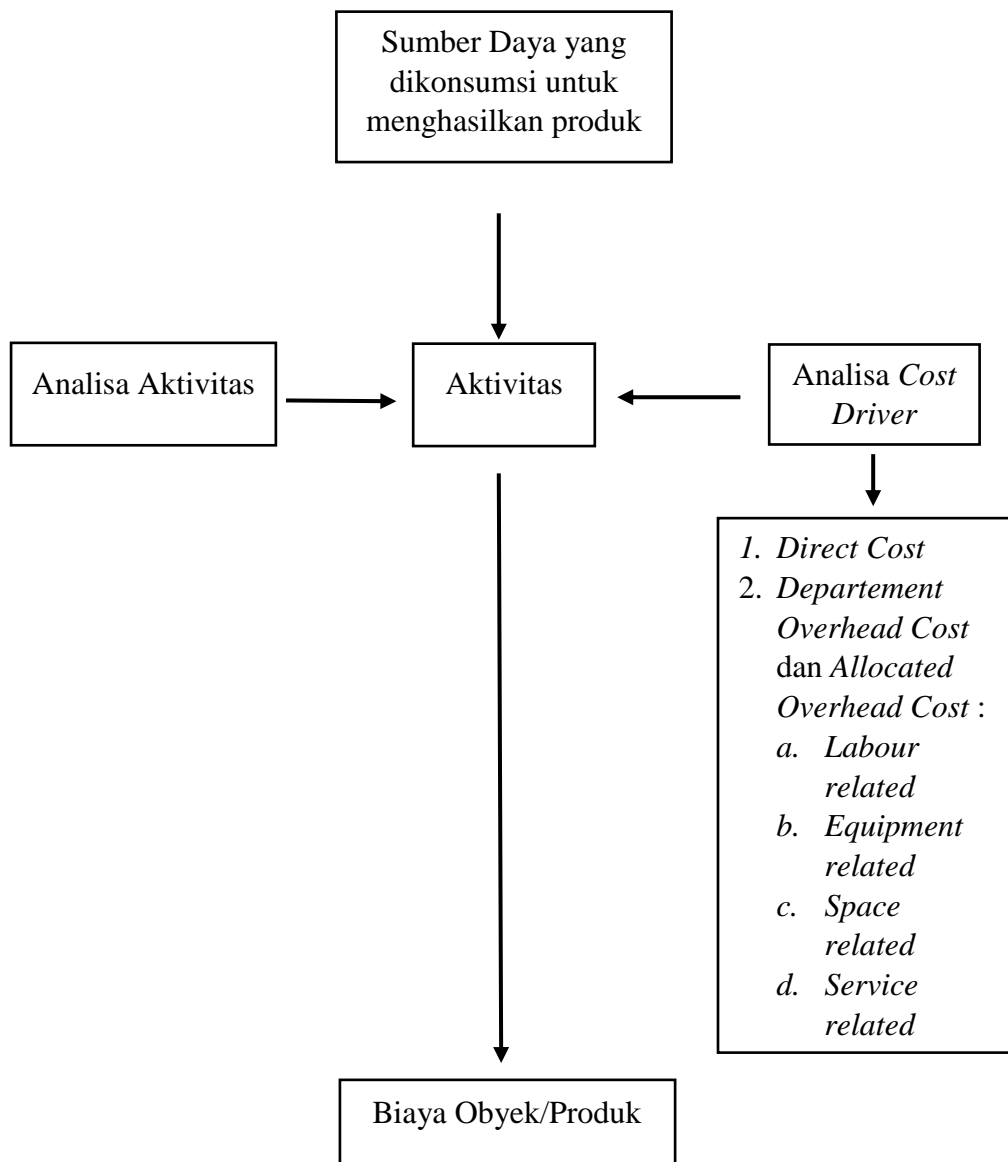 Sumber Daya yang
dikonsumsi untuk
menghasilkan produk
Analisa Aktivitas
Aktivitas
Analisa Cost
Driver
1. Direct Cost
2. Departement
Overhead Cost
dan Allocated
Overhead Cost :
a. Labour
related
b. Equipment
related
c. Space
related
d. Service
related
Biaya Obyek/Produk